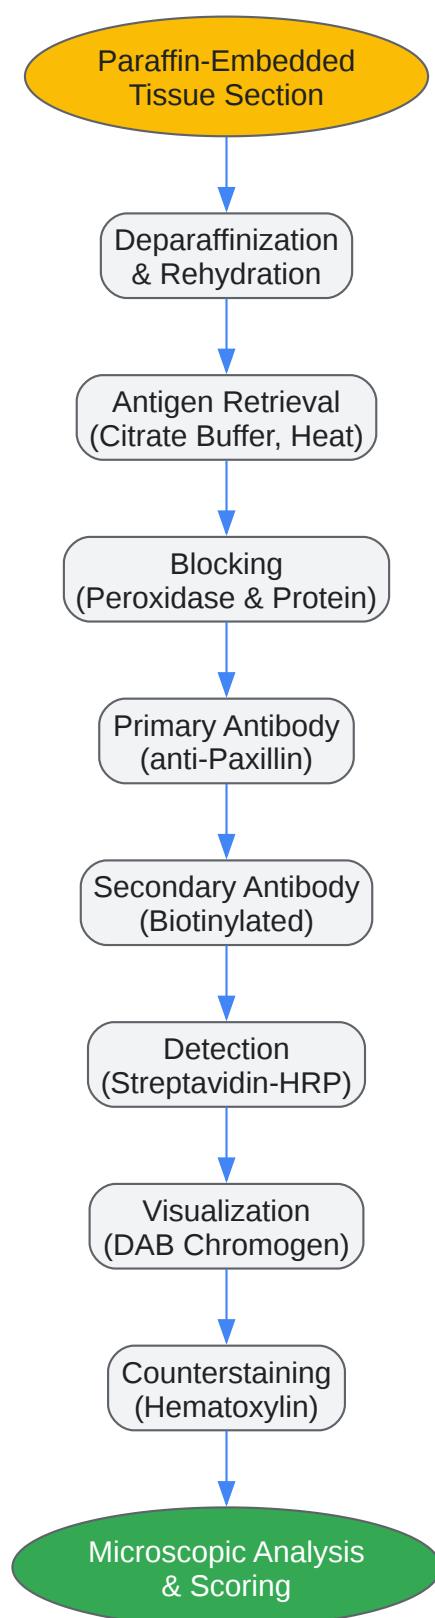 Paraffin-Embedded
Tissue Section
Deparaffinization
& Rehydration
Antigen Retrieval
(Citrate Buffer, Heat)
Blocking
(Peroxidase & Protein)
Primary Antibody
(anti-Paxillin)
Secondary Antibody
(Biotinylated)
Detection
(Streptavidin-HRP)
Visualization
(DAB Chromogen)
Counterstaining
(Hematoxylin)
Microscopic Analysis
& Scoring